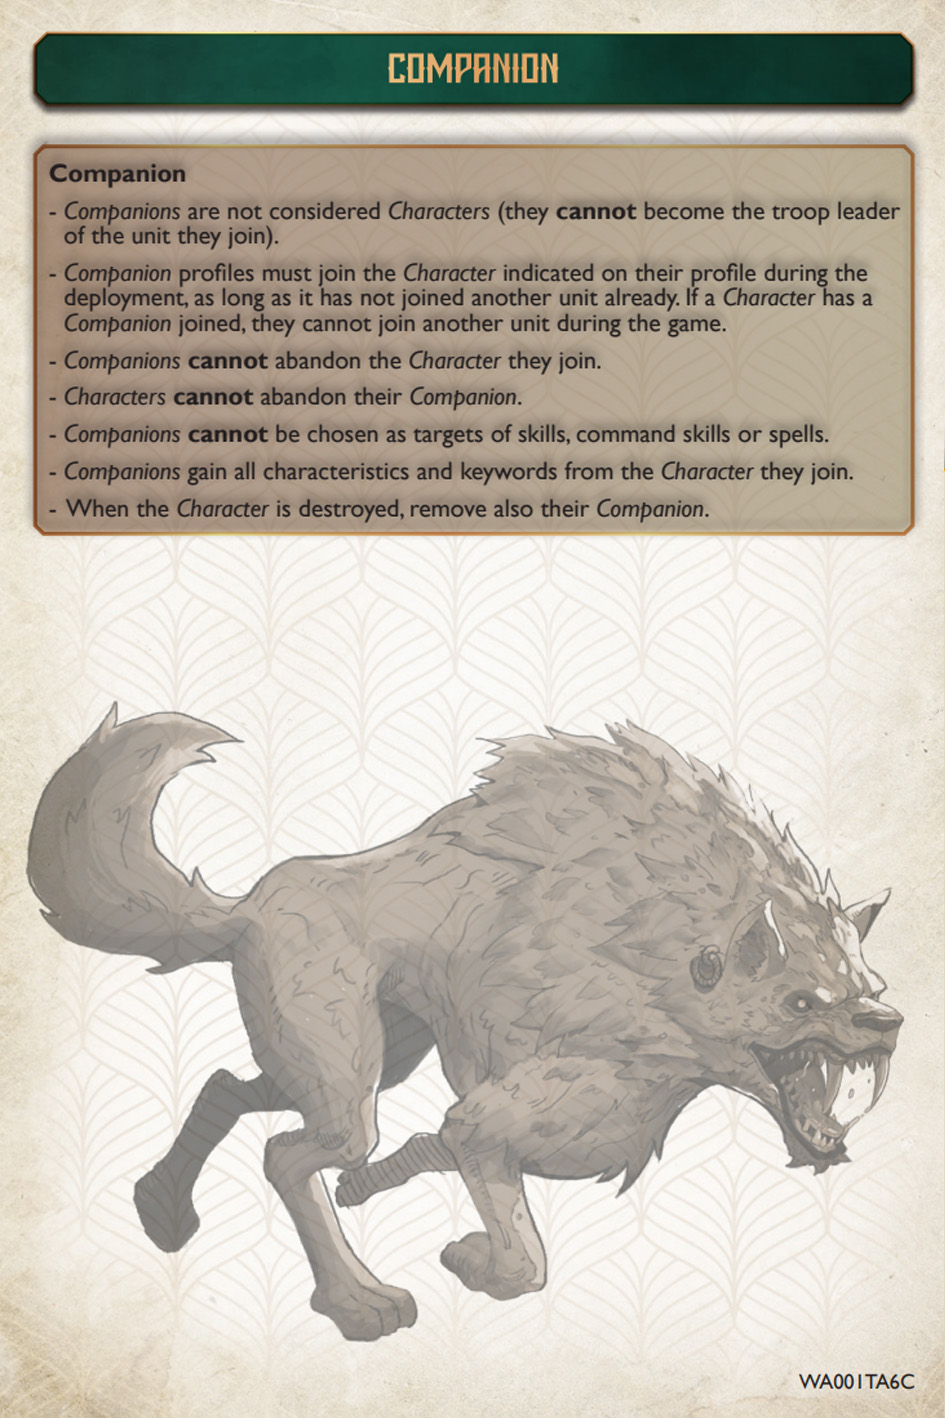 COMPANION
Companion
- Companions are not considered Characters (they cannot become the troop leader
of the unit they join).
- Companion profiles must join the Character indicated on their profile during the
deployment, as long as it has not joined another unit already. If a Character has a
Companion joined, they cannot join another unit during the game.
- Companions cannot abandon the Character they join.
- Characters cannot abandon their Companion.
- Companions cannot be chosen as targets of skills, command skills or spells.
- Companions gain all characteristics and keywords from the Character they join.
- When the Character is destroyed, remove also their Companion.
WA001TA6C